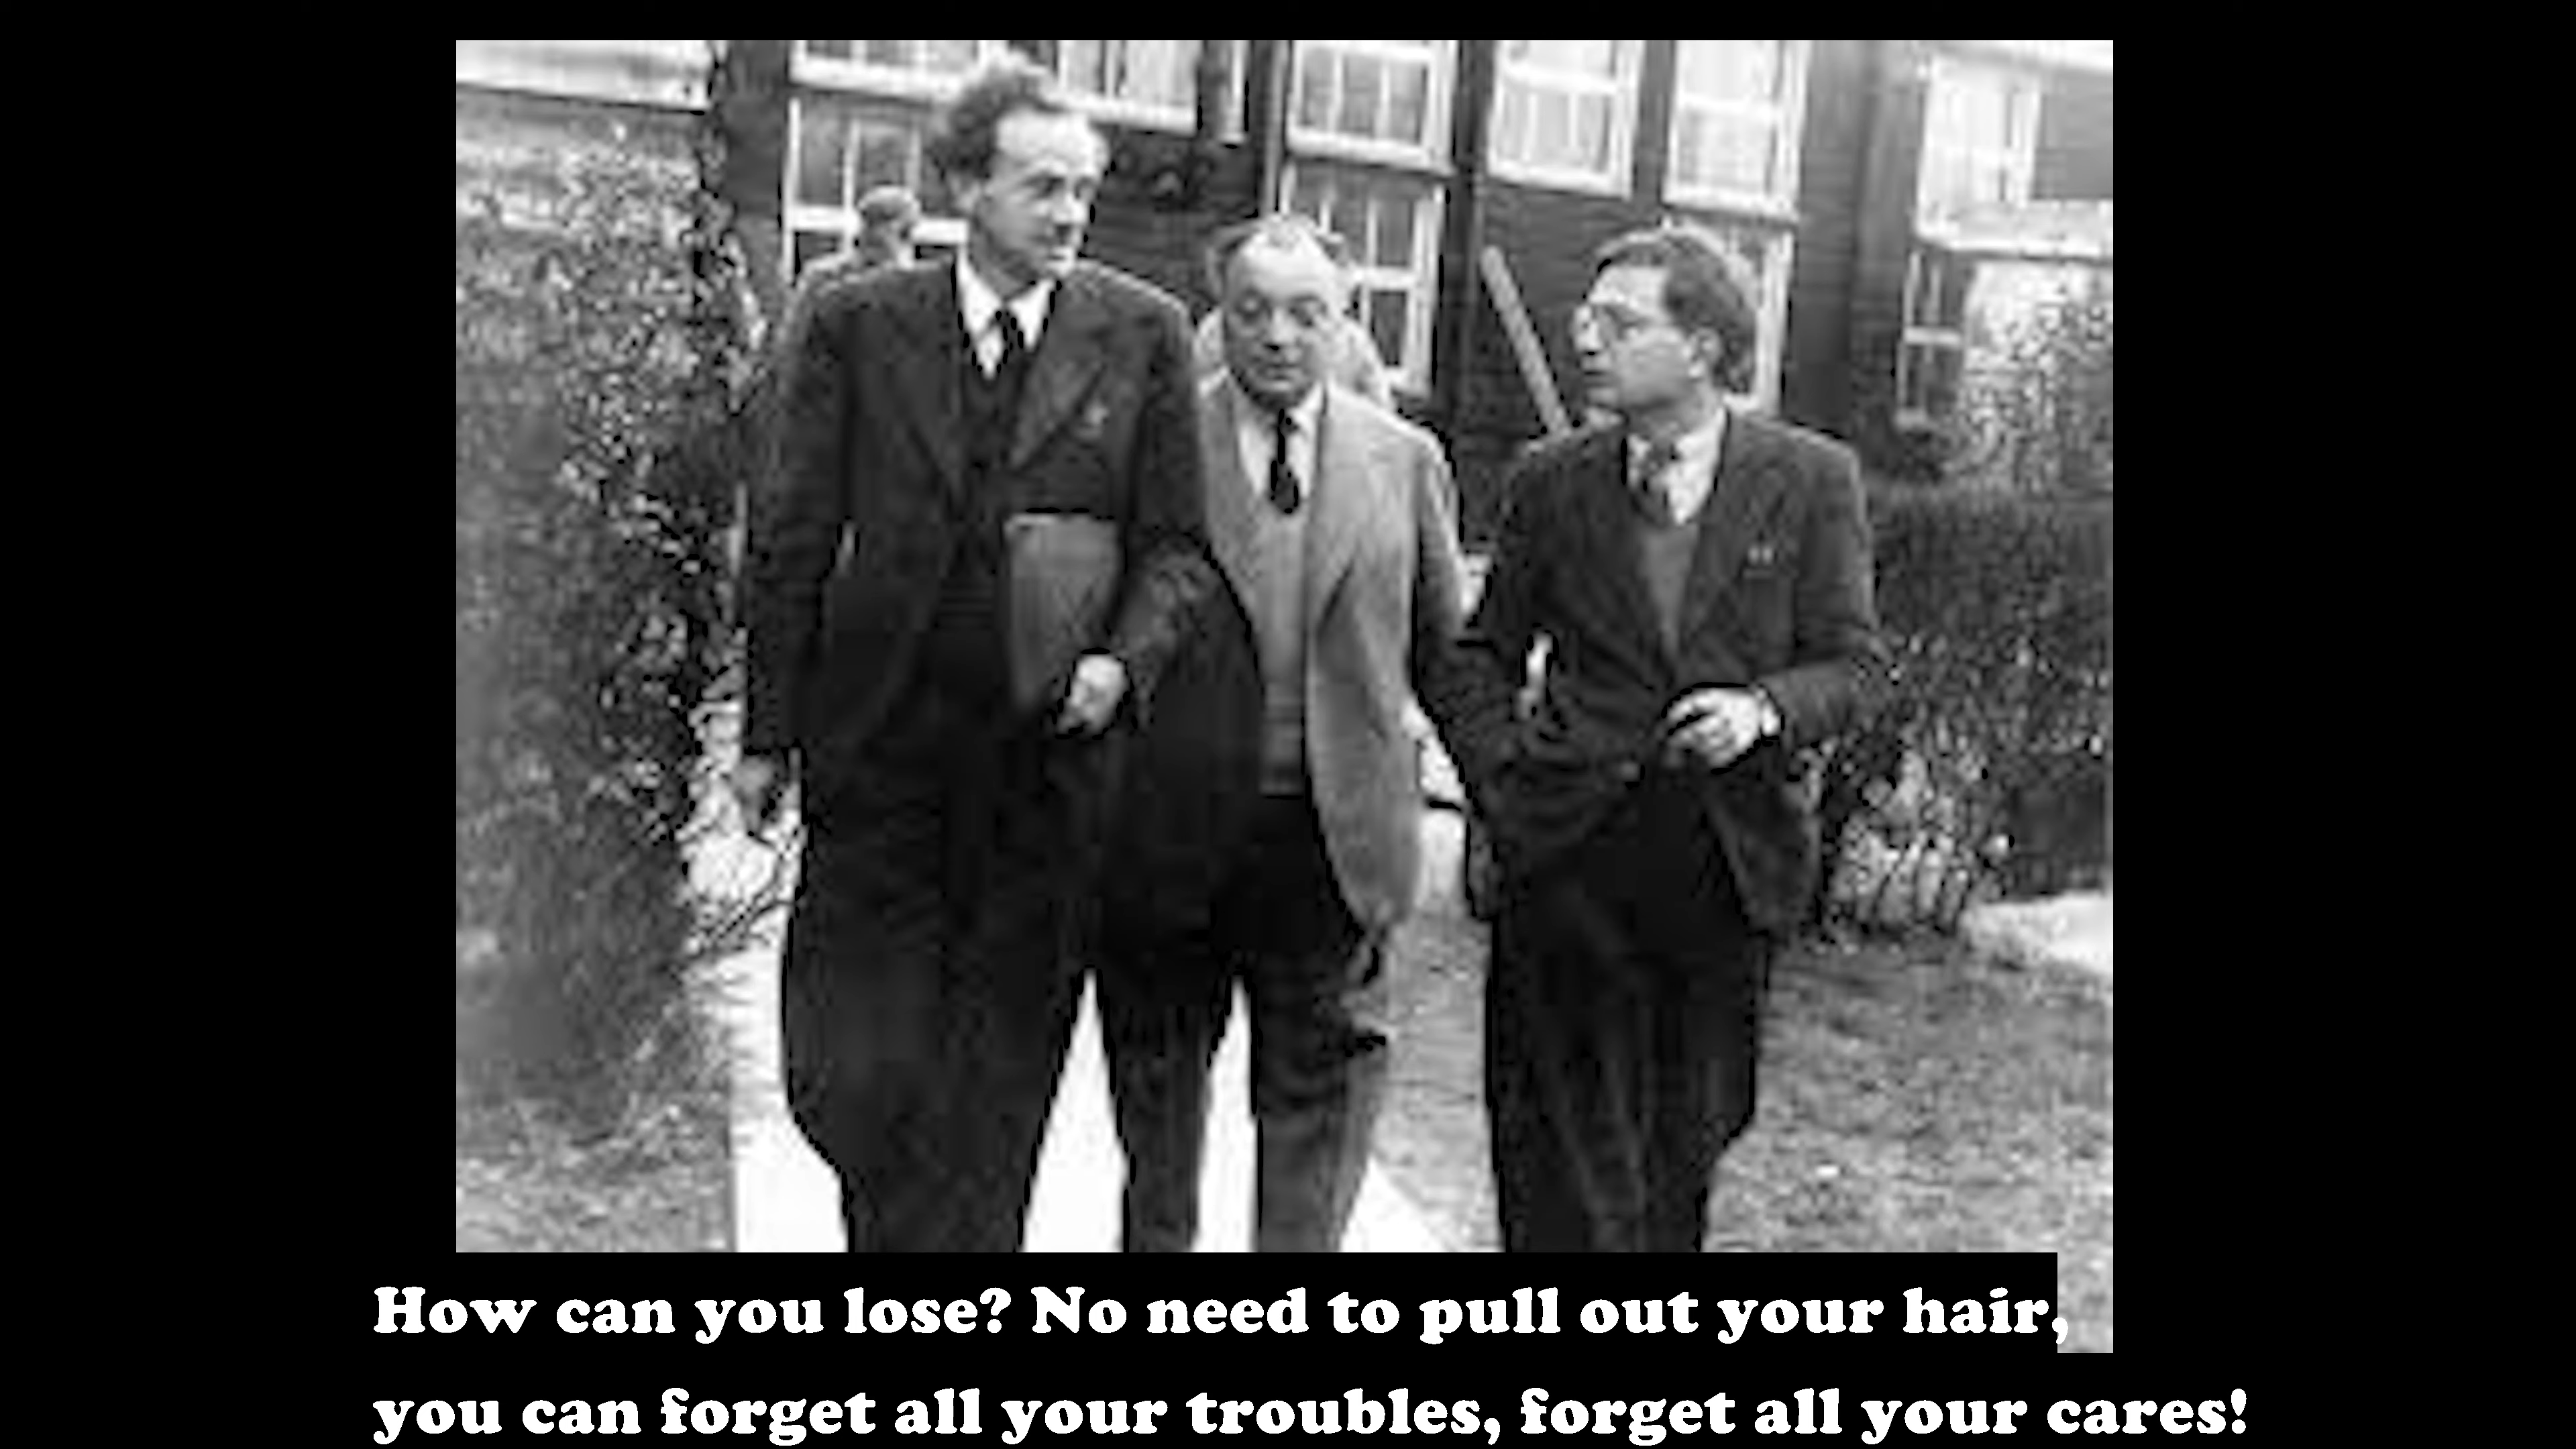 How can you lose? No need to pull out your hair,
you can forget all your troubles, forget all your cares!